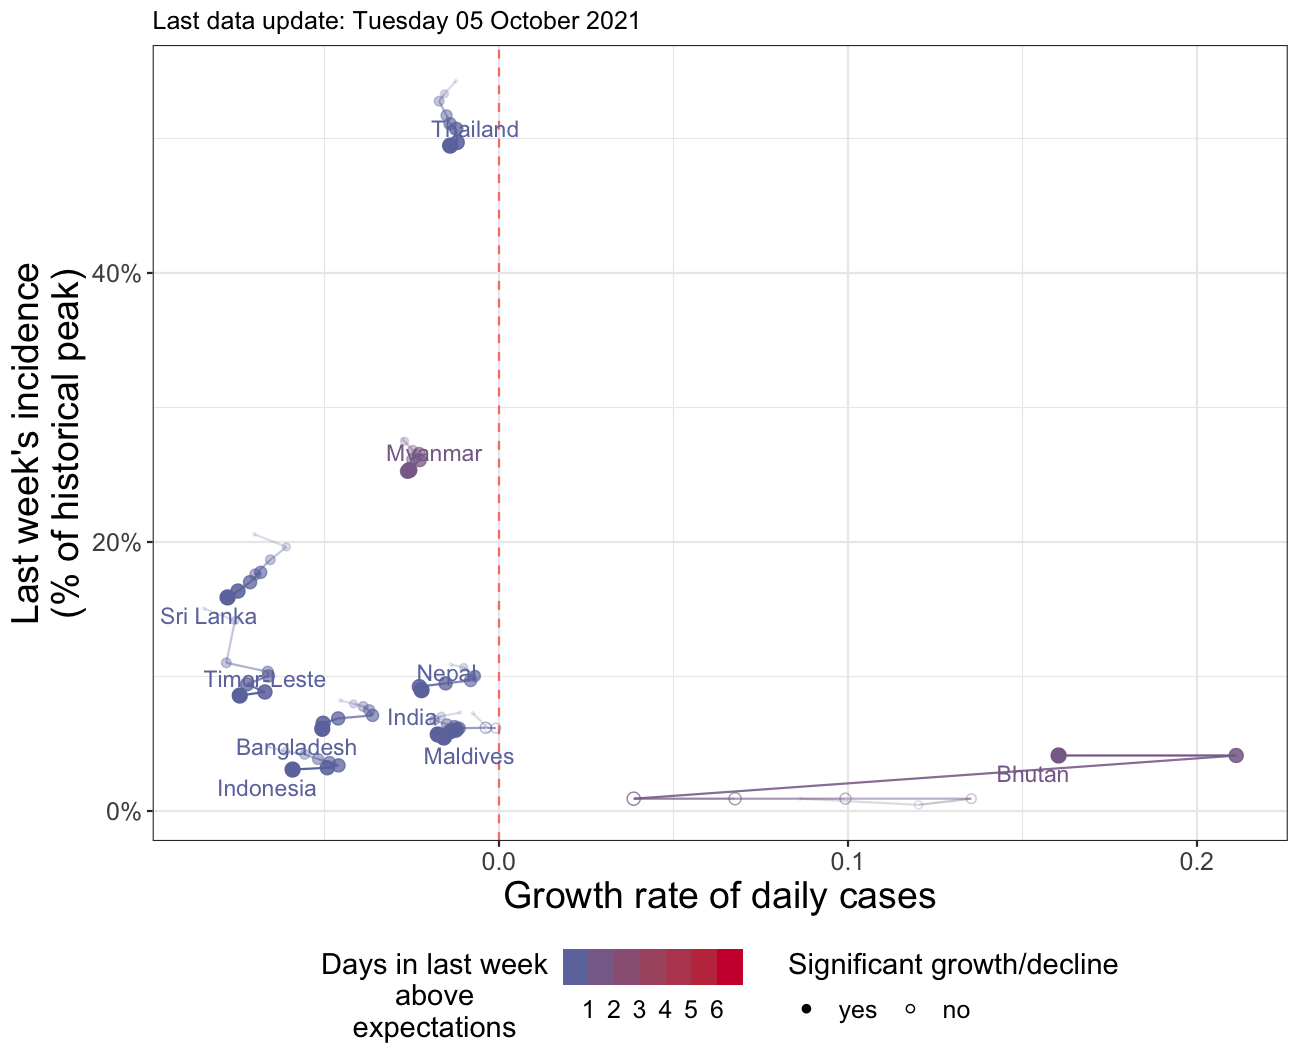 Last data update: Tuesday 05 October 2021
Last week's incidence
(% of historical peak)
40%
20%
0%
Thailand
Myanmar
Sri Lanka
Timor-Leste
Nepal
India
Bangladesh
Maldives
Bhutan
Indonesia
0.0
0.1
0.2
Growth rate of daily cases
Days in last week
above
expectations
1 2 3 4 5 6
Significant growth/decline
yes no